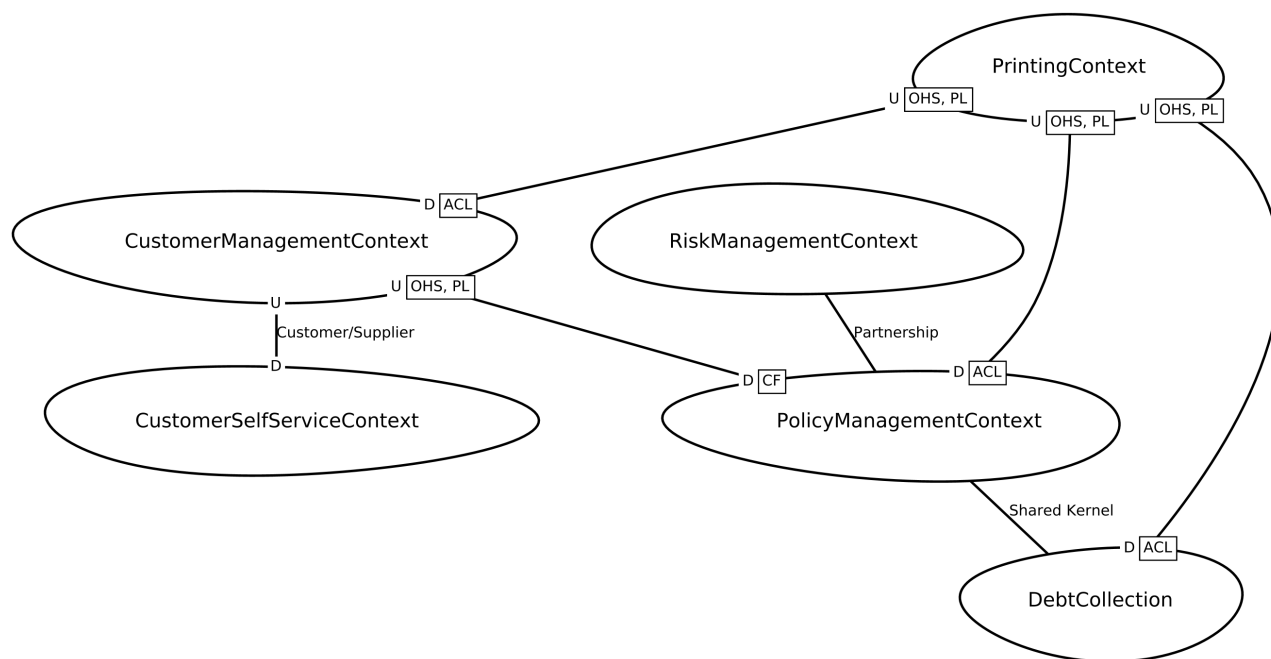 PrintingContext
U OHS, PL
U OHS, PL
U OHS, PL
D ACL
CustomerManagementContext
RiskManagementContext
U OHS, PL
U
Customer/Supplier
Partnership
D
D CF
D ACL
CustomerSelfServiceContext
PolicyManagementContext
Shared Kernel
D ACL
DebtCollection